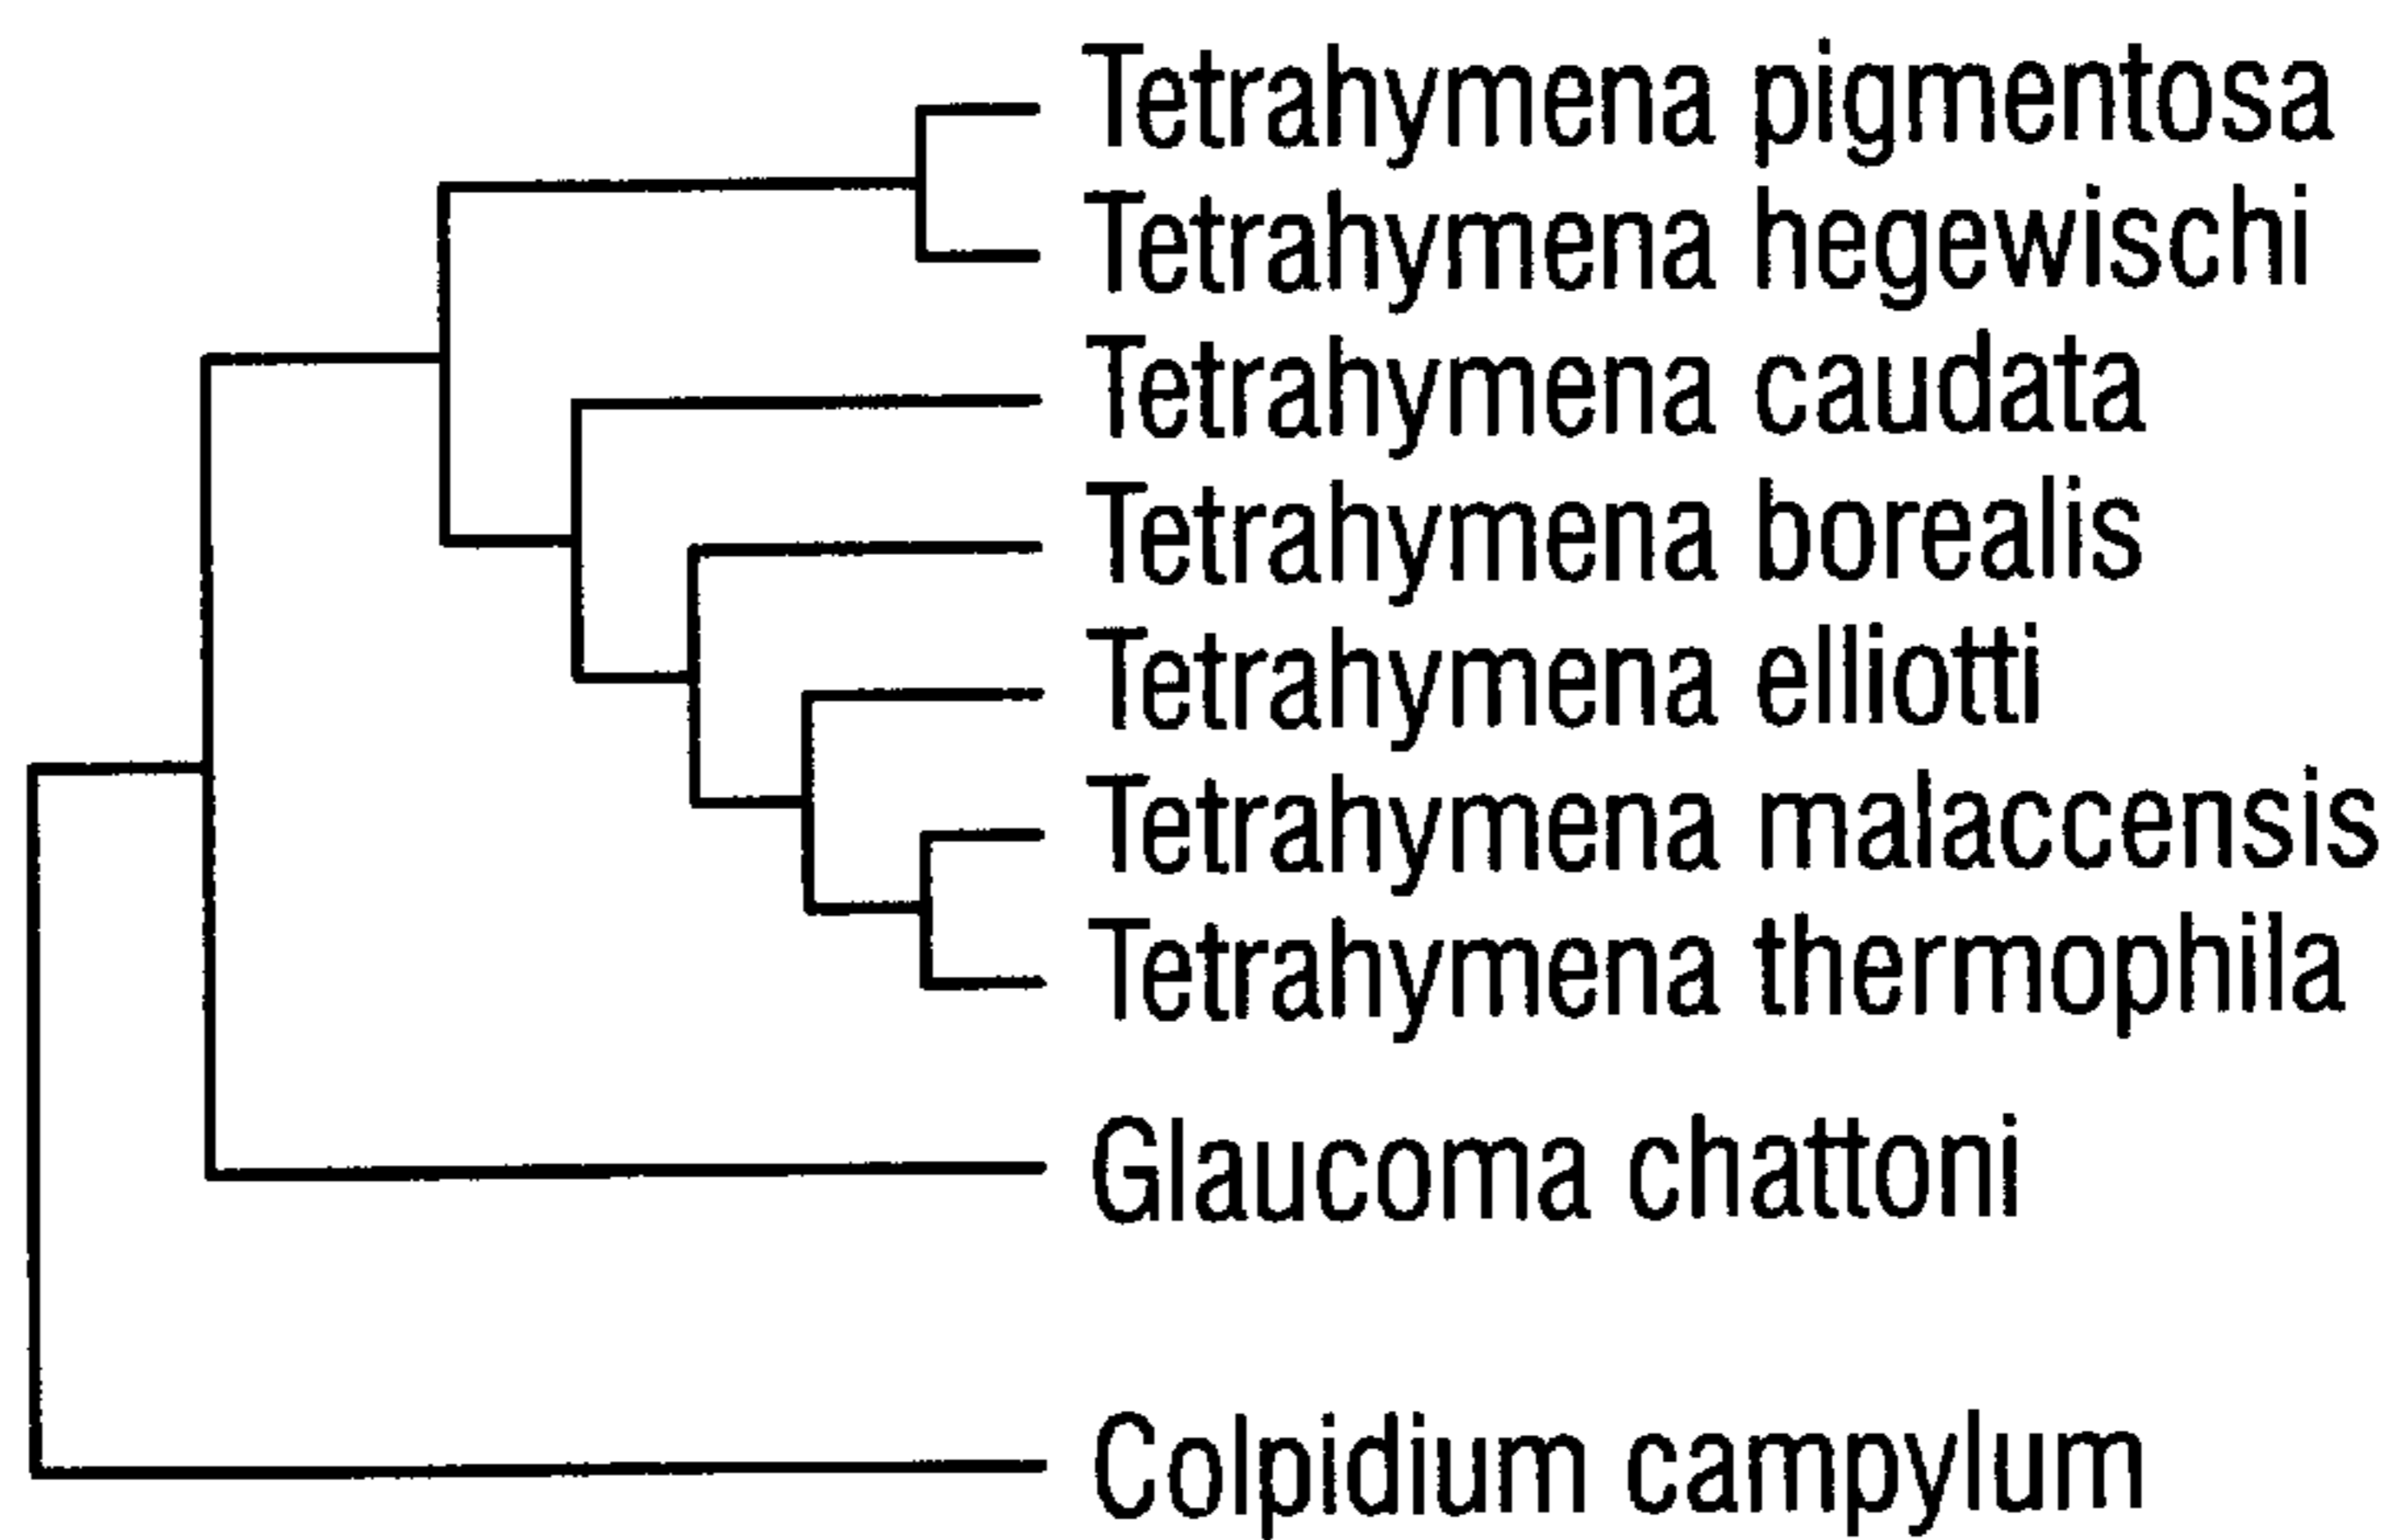 Tetrahymena pigmentosa
Tetrahymena hegewischi
Tetrahymena caudata
Tetrahymena borealis
Tetrahymena elliotti
Tetrahymena malaccensis
Tetrahymena thermophila
Glaucoma chattoni
Colpidium campylum